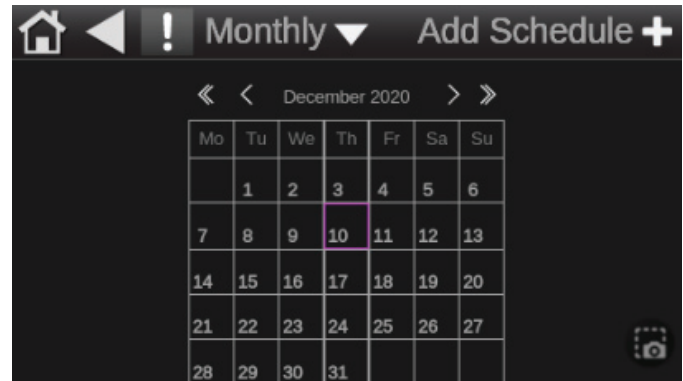 ! Monthly Add Schedule +
December 2020
Mo Tu We Th Fr Sa Su
1 2 3 4 5 6
7 8 9 10 11 12 13
14 15 16 17 18 19 20
21 22 23 24 25 26 27
28 29 30 31